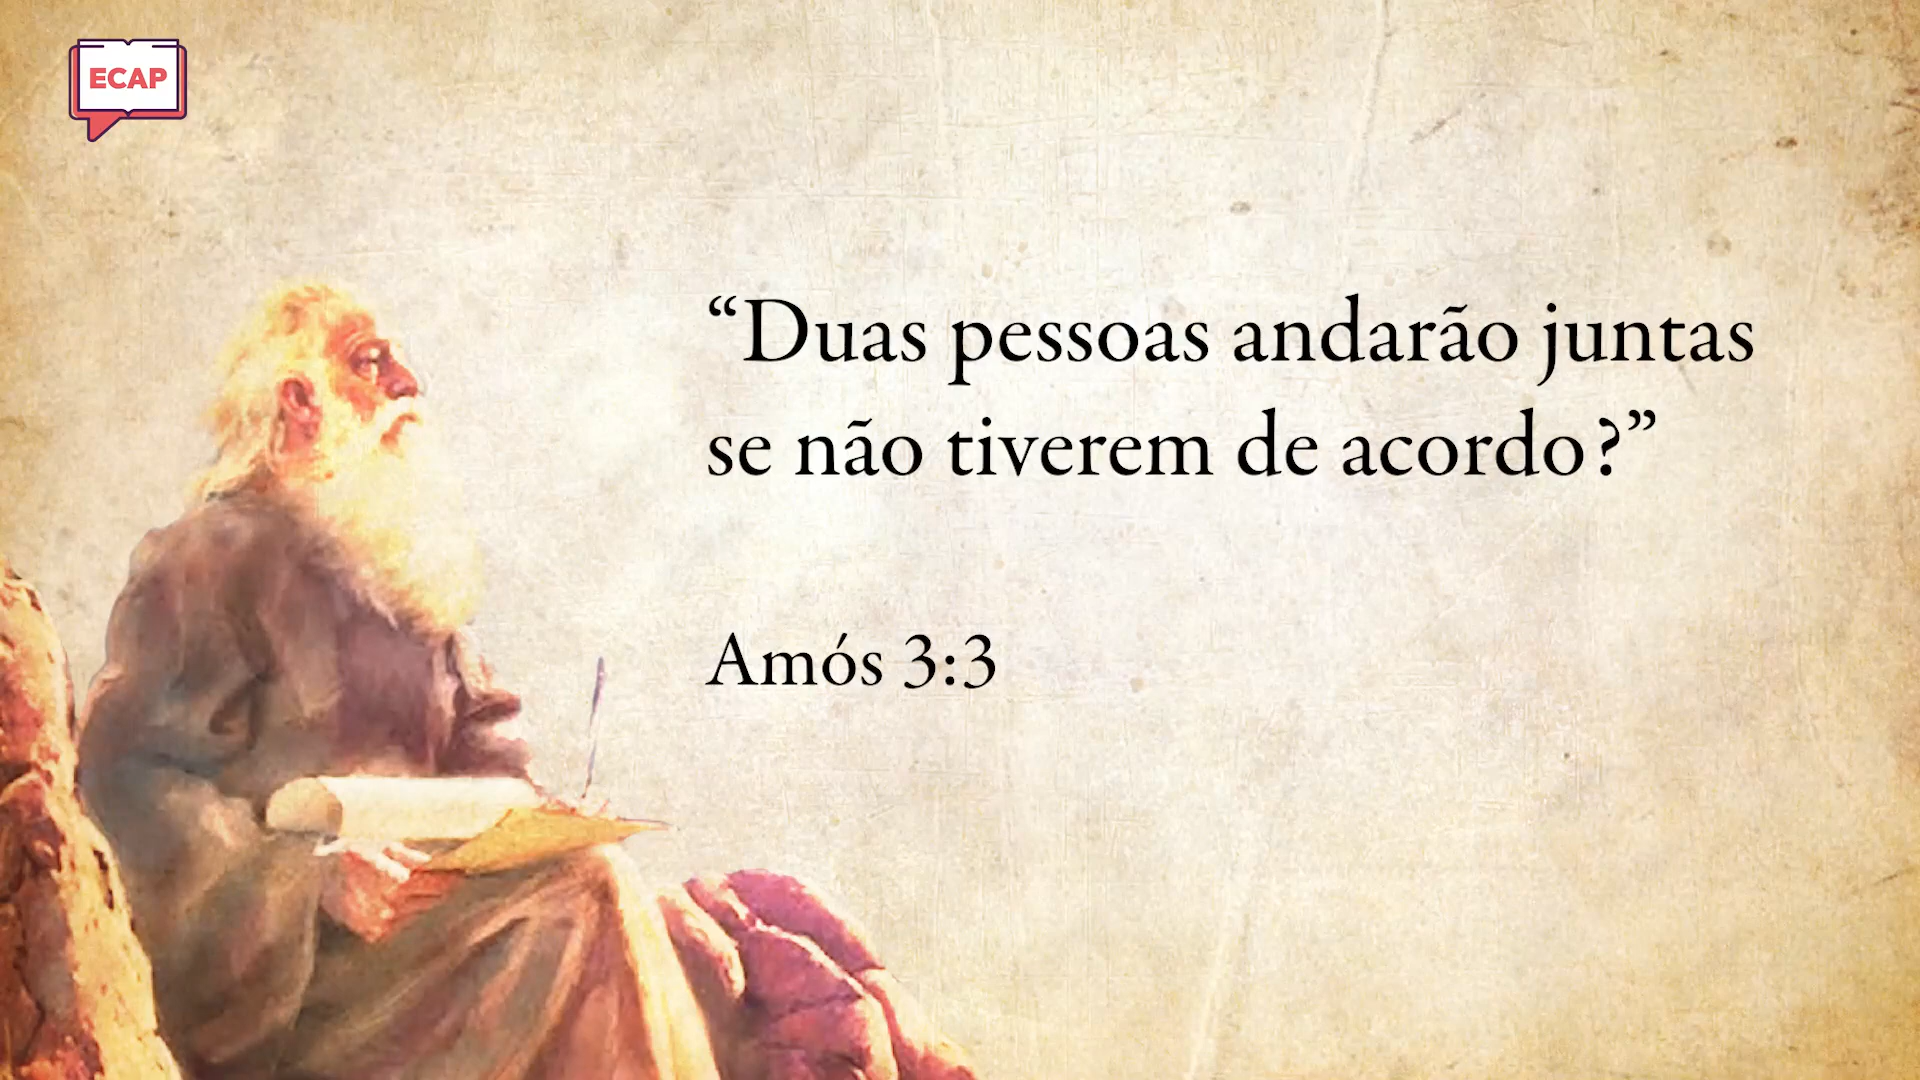 ECAP
“Duas pessoas andarão juntas
se não tiverem de acordo?”
Amós 3:3